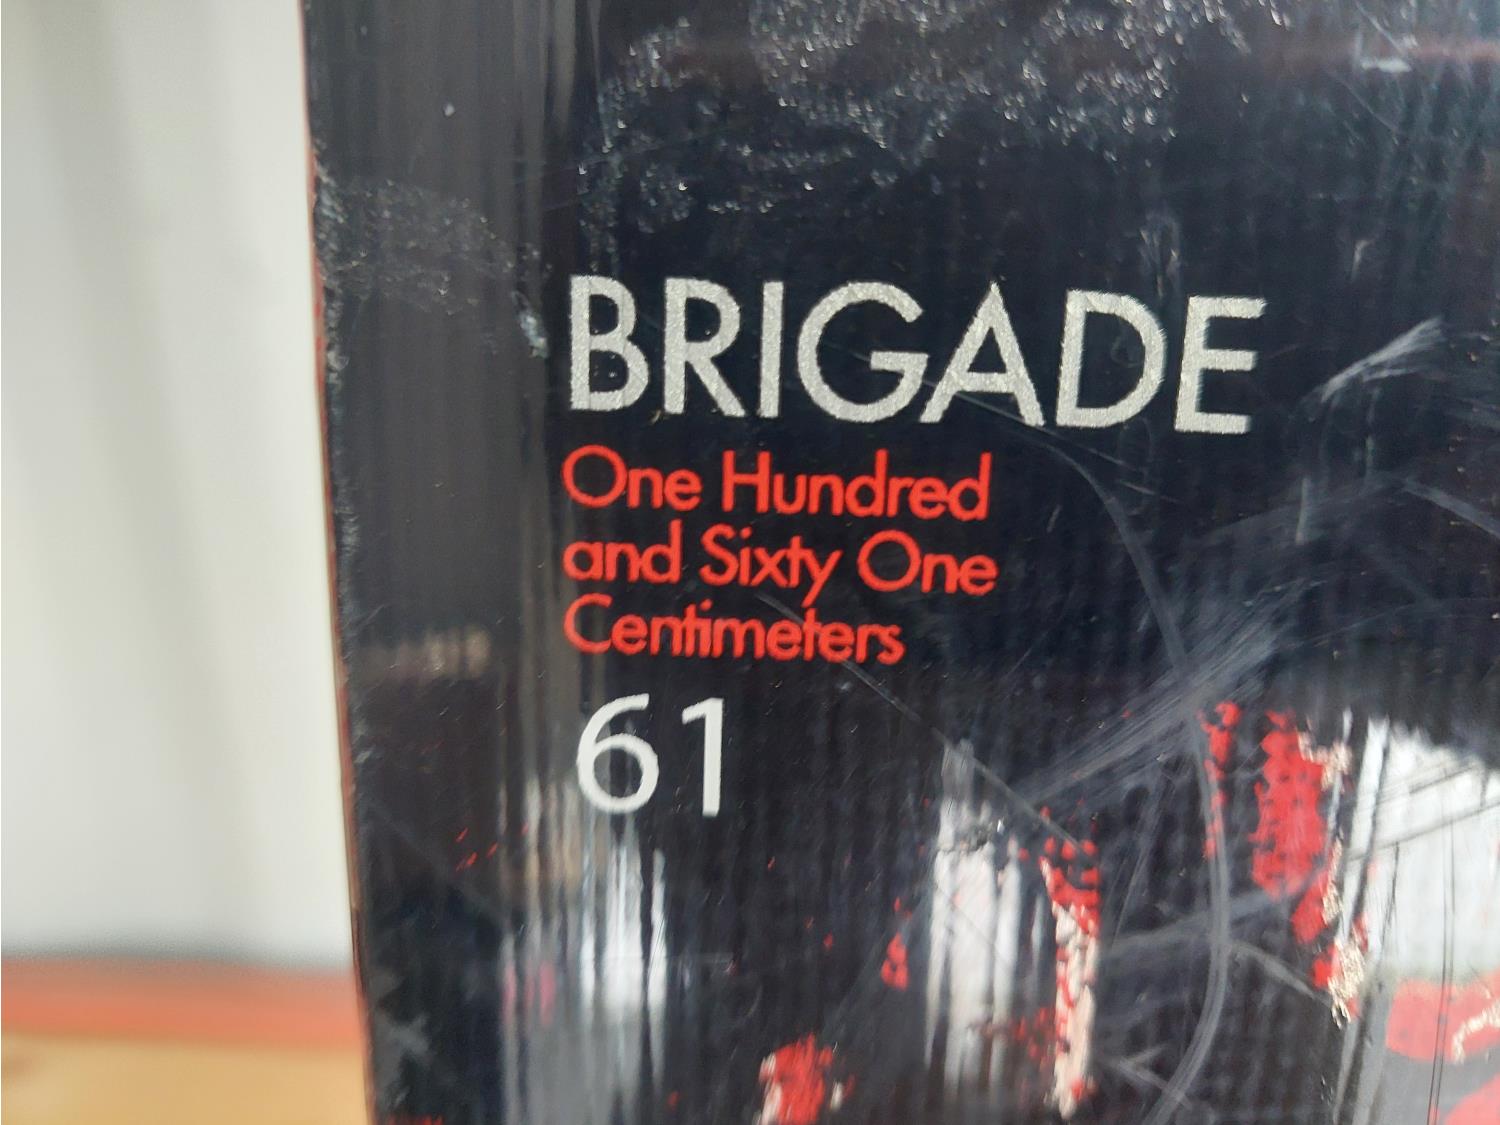 BRIGADE
One Hundred
and Sixty One
Centimeters
61